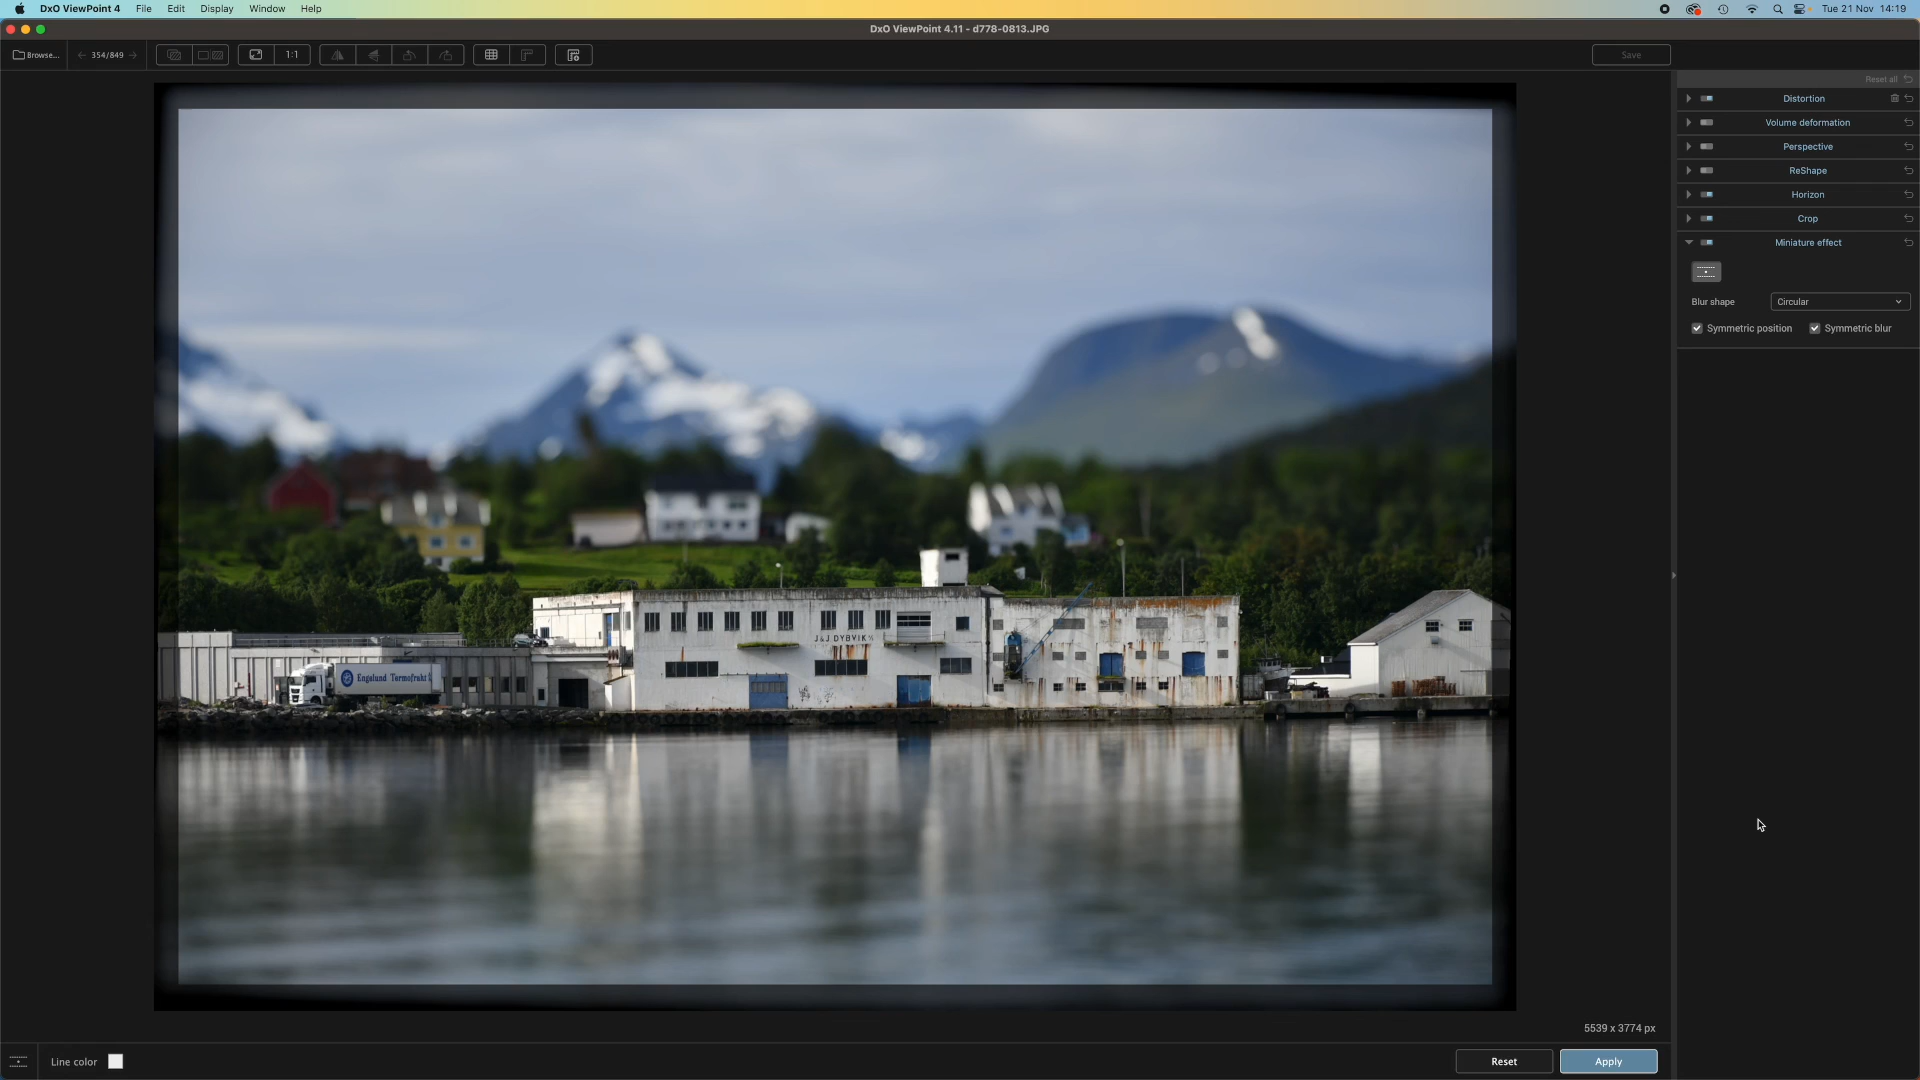 DxO ViewPoint 4 File Edit Display Window Help Tue 21 Nov 14:19
DxO ViewPoint 4.11 - d778-0813.JPG
Browse... 354/849 1:1 Save
Reset all
Distortion
Volume deformation
Perspective
ReShape
Horizon
Crop
Miniature effect
Blur shape Circular
Symmetric position Symmetric blur
J&J DYBVIK
Engelund Termofrakt
5539 x 3774 px
Line color Reset Apply